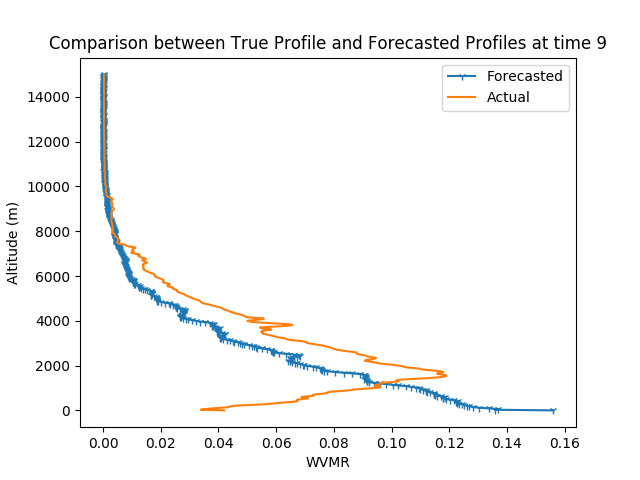 Comparison between True Profile and Forecasted Profiles at time 9
Forecasted
Actual
Altitude (m)
14000
12000
10000
8000
6000
4000
2000
0
0.00 0.02 0.04 0.06 0.08 0.10 0.12 0.14 0.16
WVMR